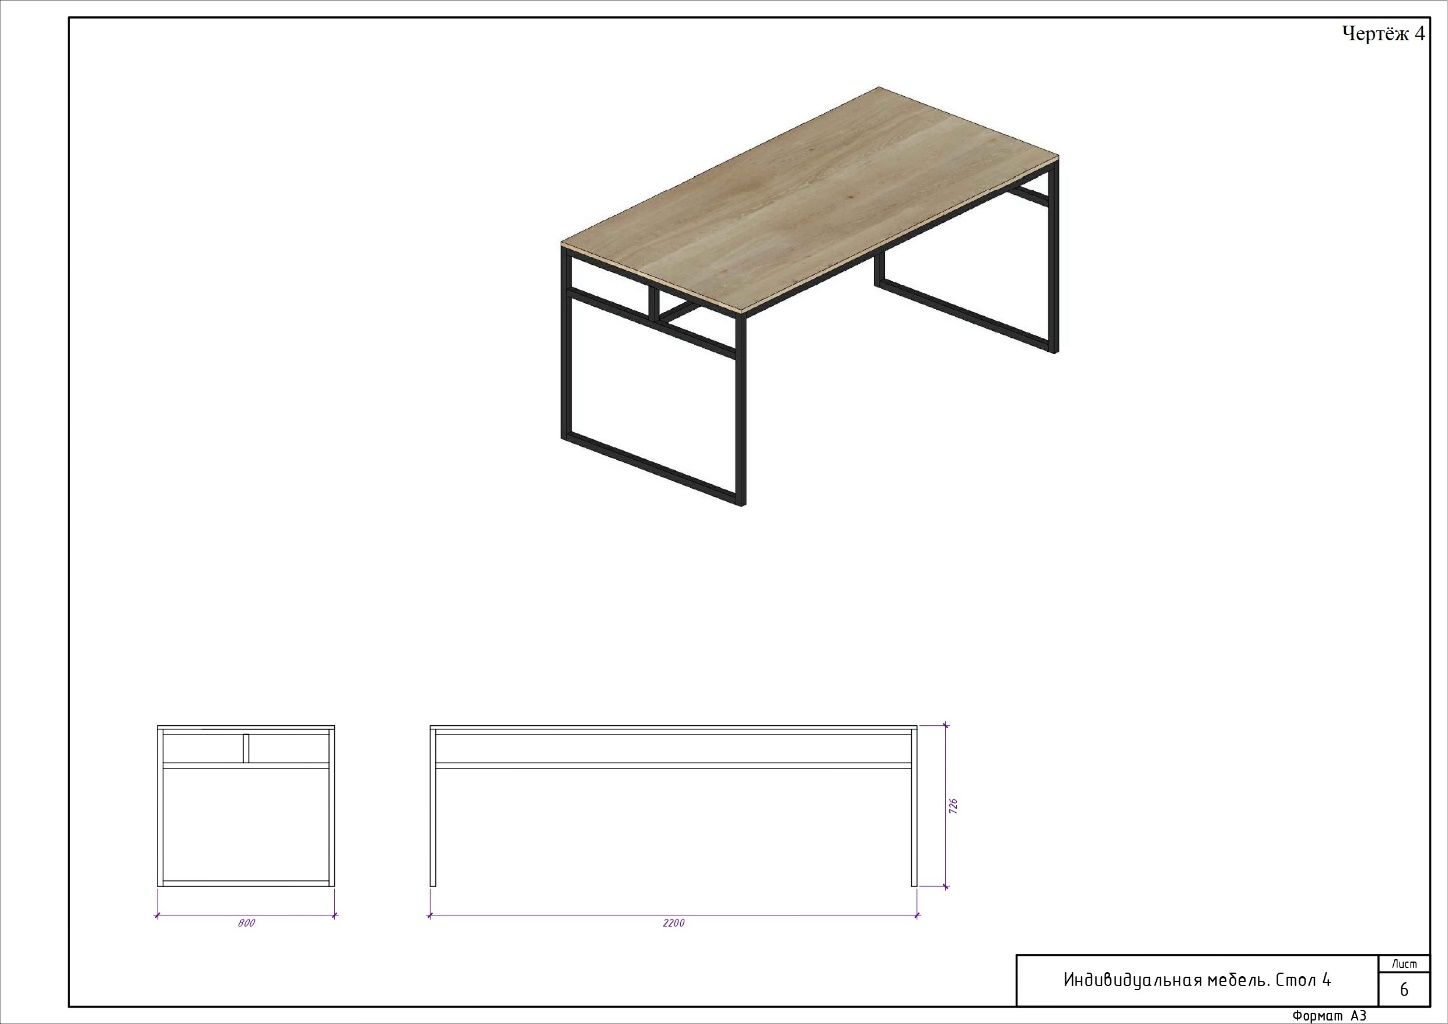 Чертёж 4
726
800
2200
Индивидуальная мебель. Стол 4
Лист
6
Формат А3